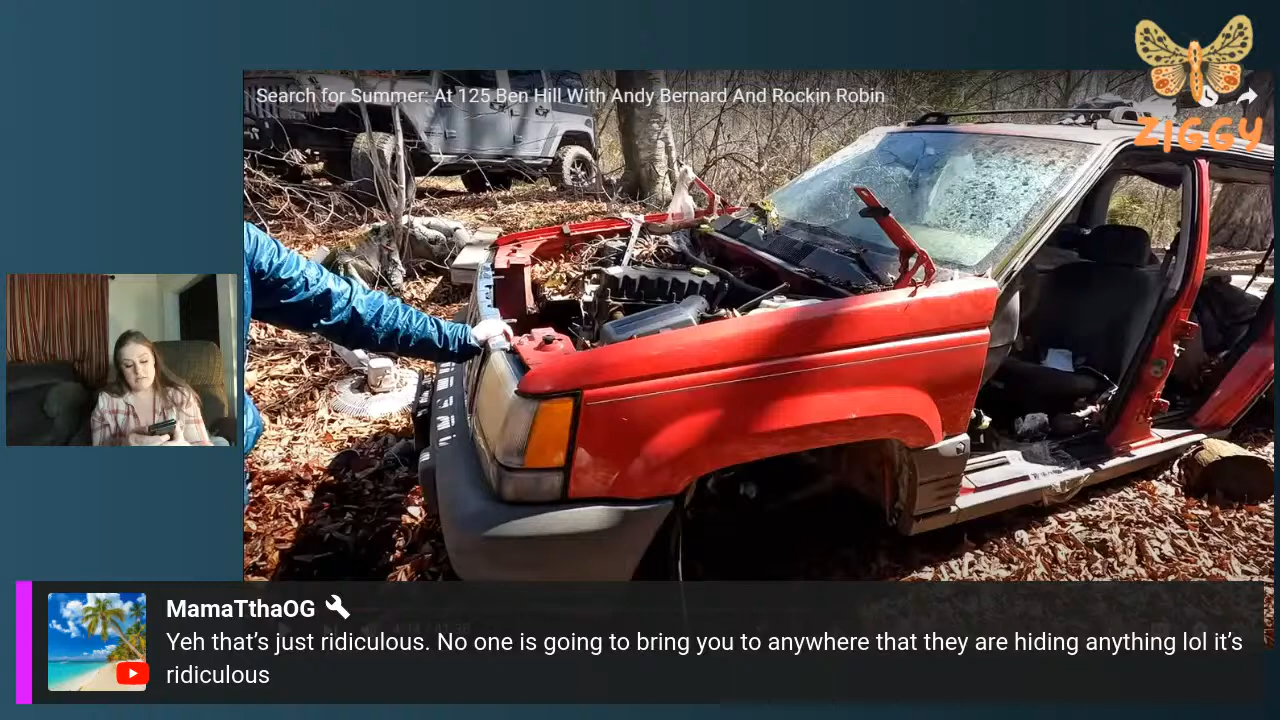 Search for Summer: At 125 Ben Hill With Andy Bernard And Rockin Robin
ZIGGY
MamaTthaOG
Yeh that’s just ridiculous. No one is going to bring you to anywhere that they are hiding anything lol it’s
ridiculous